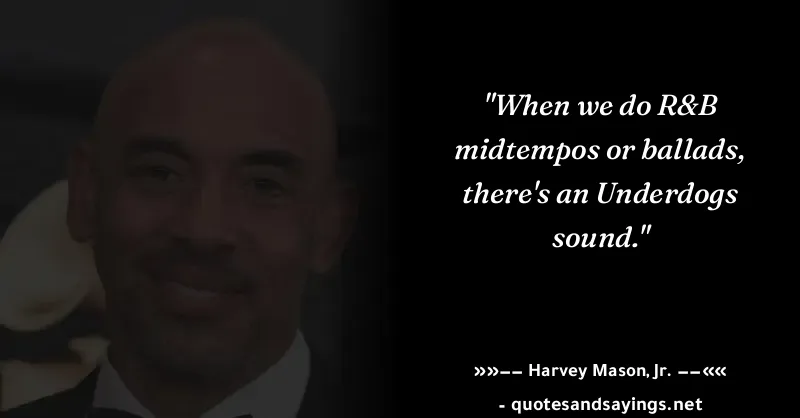 "When we do R&B
midtempos or ballads,
there's an Underdogs
sound."
»»−− Harvey Mason, Jr. −−««
- quotesandsayings.net